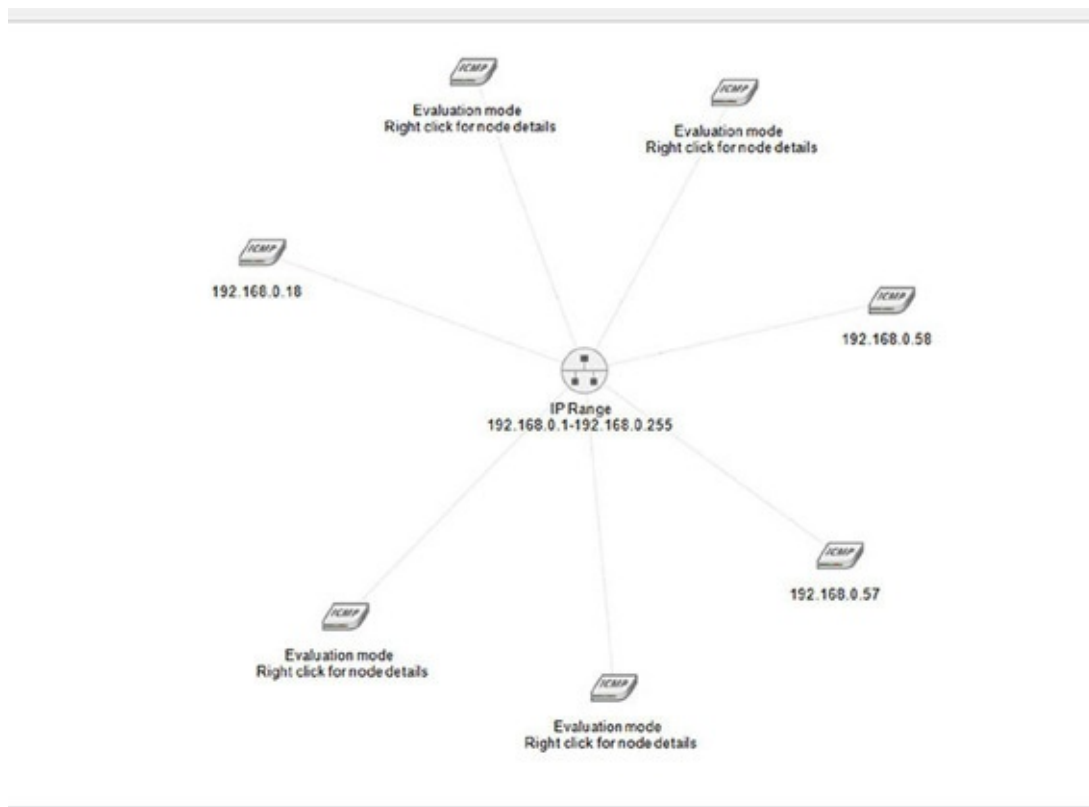 ICMP
Evaluation mode
Right click for node details
ICMP
Evaluation mode
Right click for node details
ICMP
192.168.0.18
ICMP
192.168.0.58
IP Range
192.168.0.1-192.168.0.255
ICMP
192.168.0.57
ICMP
Evaluation mode
Right click for node details
ICMP
Evaluation mode
Right click for node details